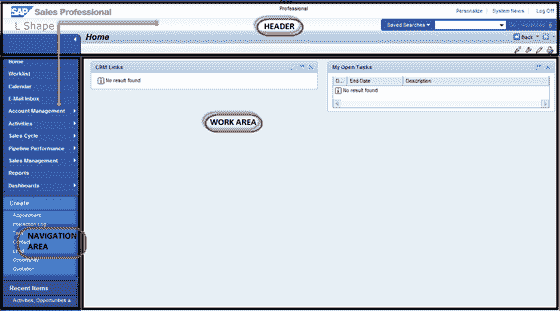 SAP Sales Professional
Professional
Personalize System News Log Off
L Shape
HEADER
Saved Searches
Home
Back
Home
Worklist
Calendar
E-Mail Inbox
Account Management
Activities
Sales Cycle
Pipeline Performance
Sales Management
Reports
Dashboards
CRM Links
No result found
My Open Tasks
D... End Date Description
No result found
WORK AREA
Create
Appointment
Interaction Log
NAVIGATION
AREA
Opportunity
Quotation
Recent Items
Activities, Opportunities a